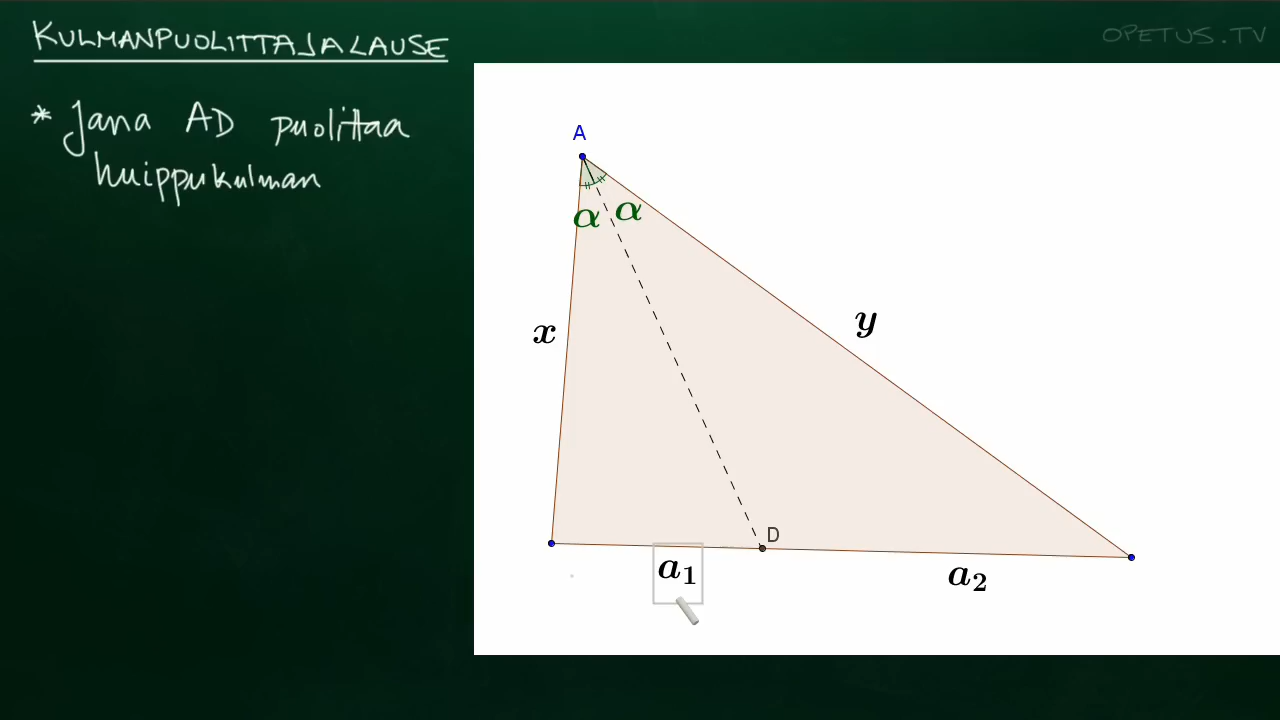 KULMANPUOLITTAJALAUSE
OPETUS.TV
* Jana AD puolittaa
huippukulman
A
α α
x
y
D
a₁
a₂